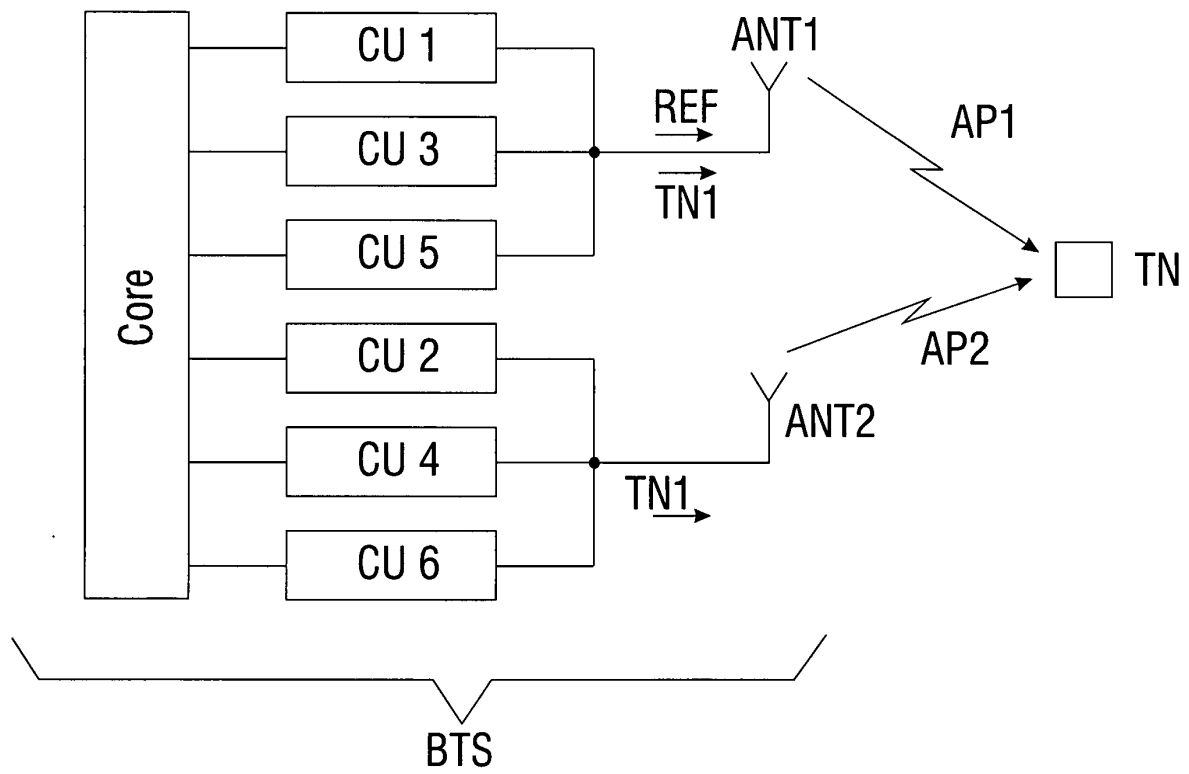 Core
CU 1
CU 3
CU 5
CU 2
CU 4
CU 6
REF
TN1
ANT1
AP1
TN
AP2
ANT2
TN1
BTS